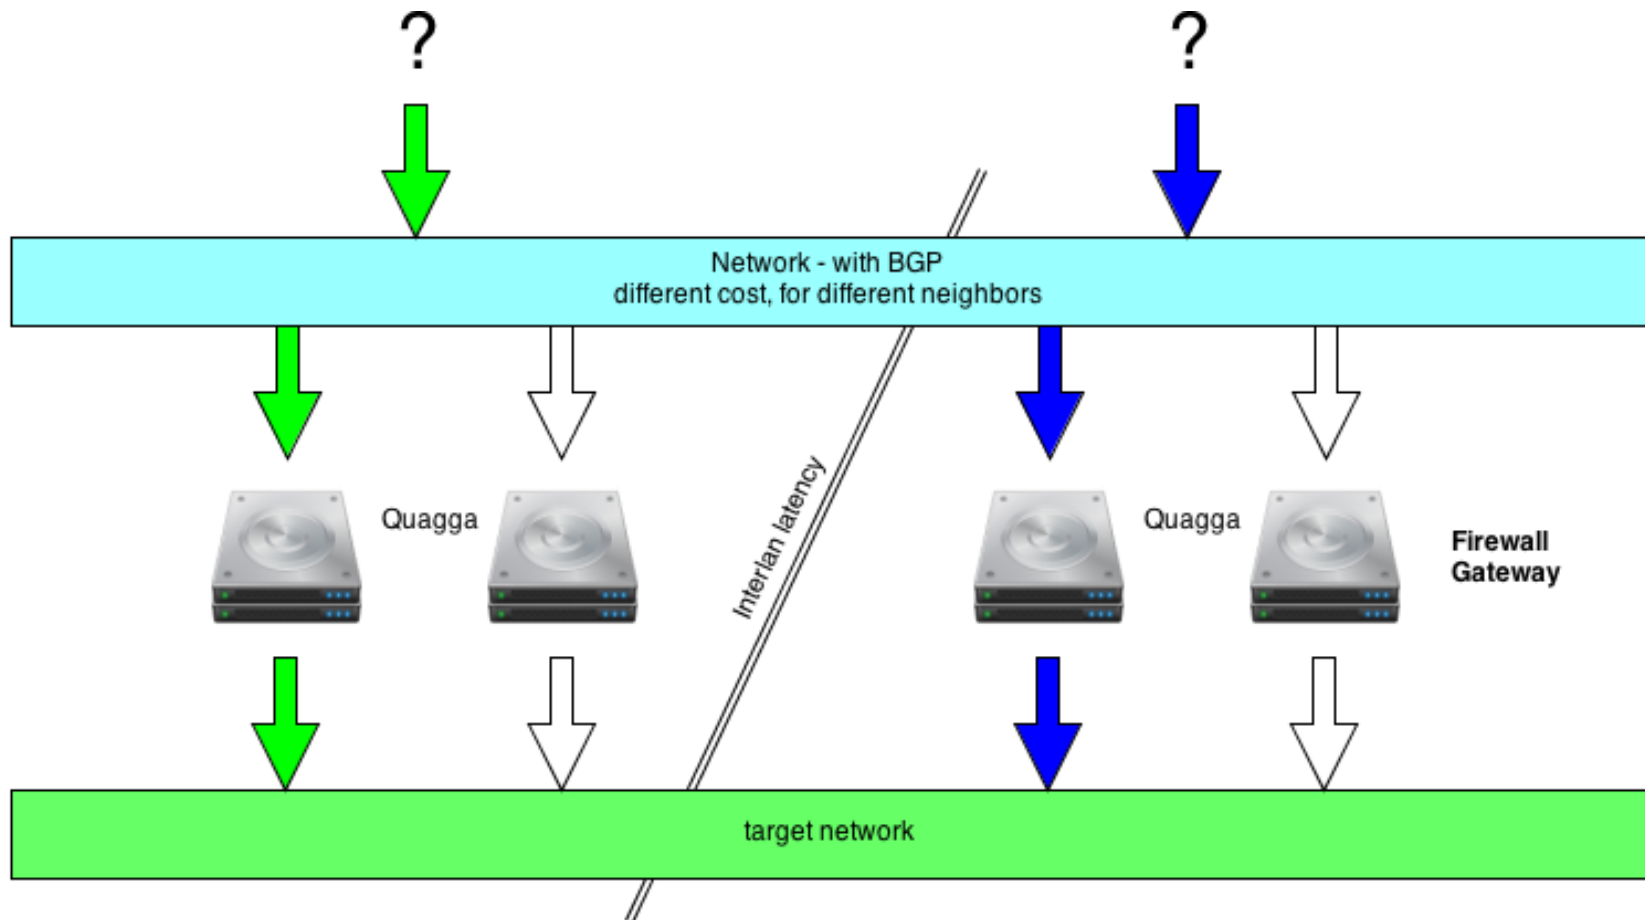 ?
?
Network - with BGP
different cost, for different neighbors
Quagga
Quagga
Interlan latency
Firewall
Gateway
target network